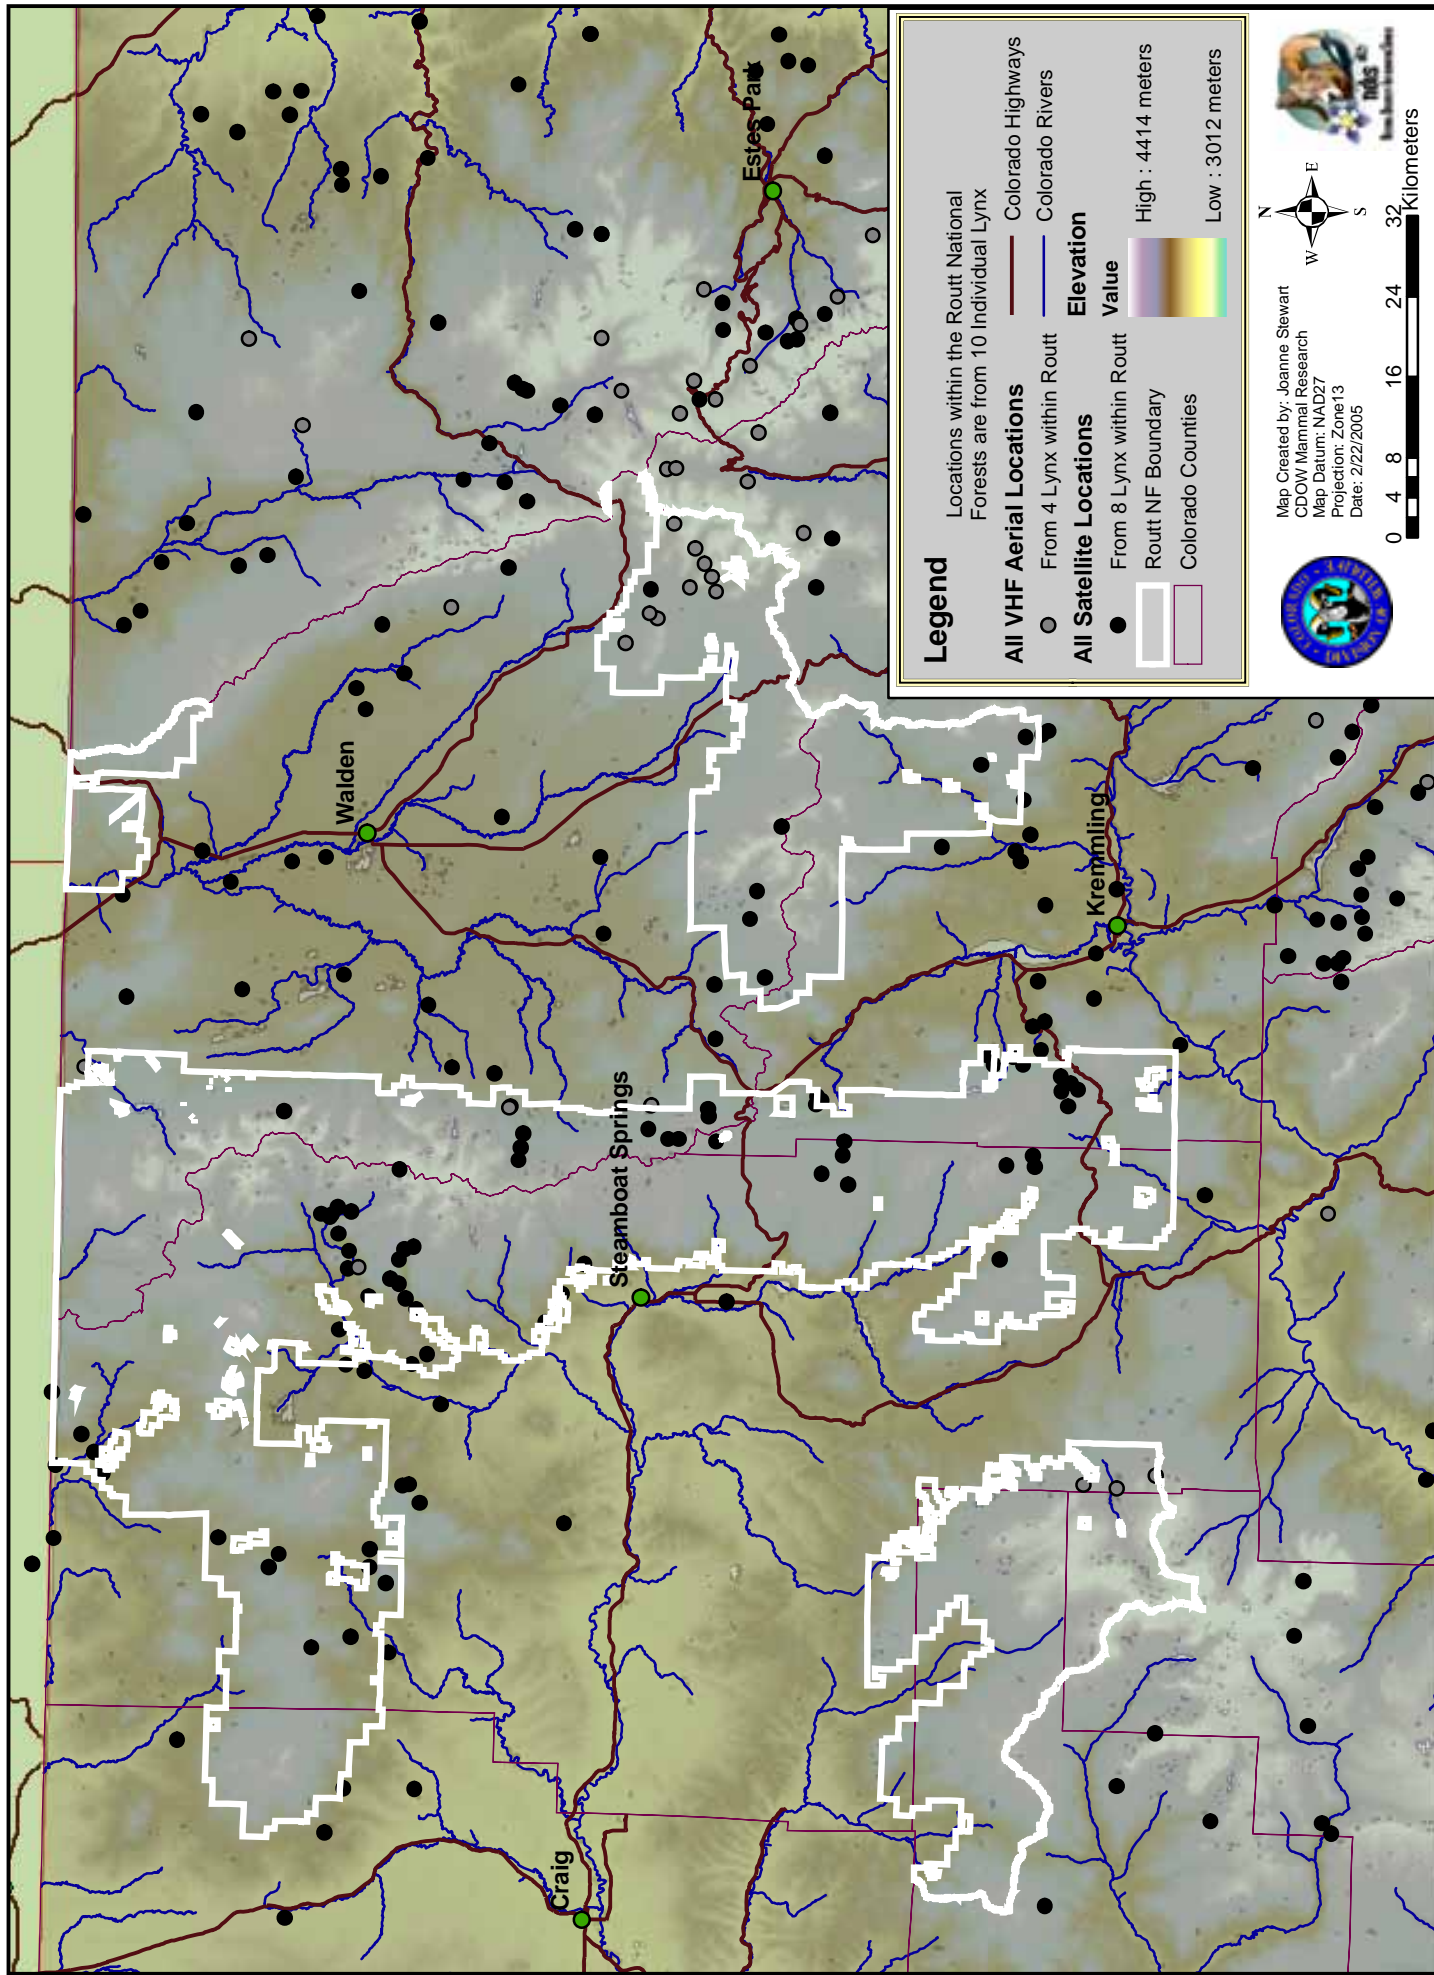 Craig
Steamboat Springs
Walden
Kremmling
Estes Park
Legend
Locations within the Routt National
Forests are from 10 Individual Lynx
All VHF Aerial Locations
From 4 Lynx within Routt
All Satellite Locations
From 8 Lynx within Routt
Routt NF Boundary
Colorado Counties
Colorado Highways
Colorado Rivers
Elevation
Value
High : 4414 meters
Low : 3012 meters
Map Created by: Joanne Stewart
CDOW Mammal Research
Map Datum: NAD27
Projection: Zone13
Date: 2/22/2005
N
W
E
S
0 4 8 16 24 32
Kilometers
COLORADO
DIVISION OF WILDLIFE